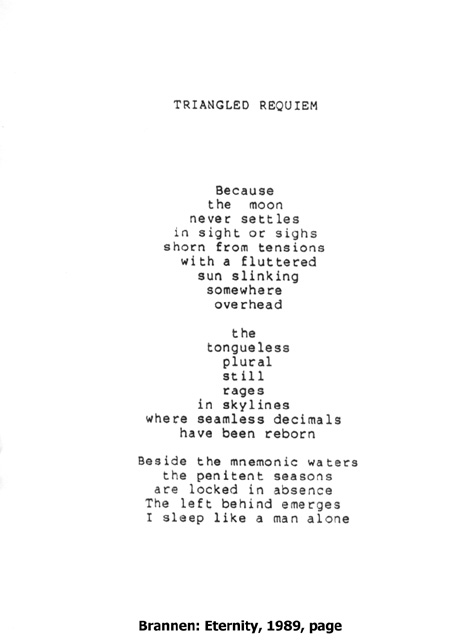 TRIANGLED REQUIEM
Because
the moon
never settles
in sight or sighs
shorn from tensions
with a fluttered
sun slinking
somewhere
overhead
the
tongueless
plural
still
rages
in skylines
where seamless decimals
have been reborn
Beside the mnemonic waters
the penitent seasons
are locked in absence
The left behind emerges
I sleep like a man alone
Brannen: Eternity, 1989, page